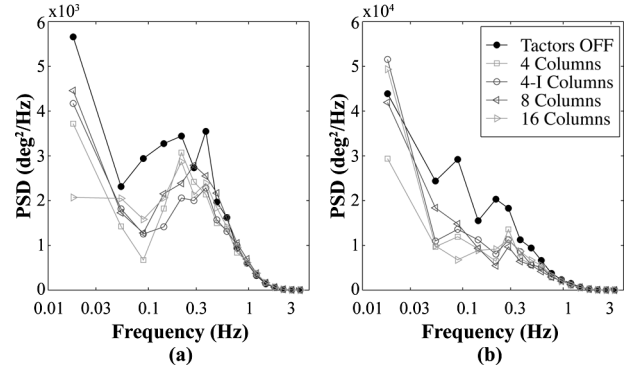 6 x 10³
5
4
3
2
1
0
PSD (deg²/Hz)
0.01
0.03
0.1
0.3
1
3
Frequency (Hz)
(a)
6 x 10⁴
5
4
3
2
1
0
PSD (deg²/Hz)
0.01
0.03
0.1
0.3
1
3
Frequency (Hz)
(b)
Tactors OFF
4 Columns
4-I Columns
8 Columns
16 Columns